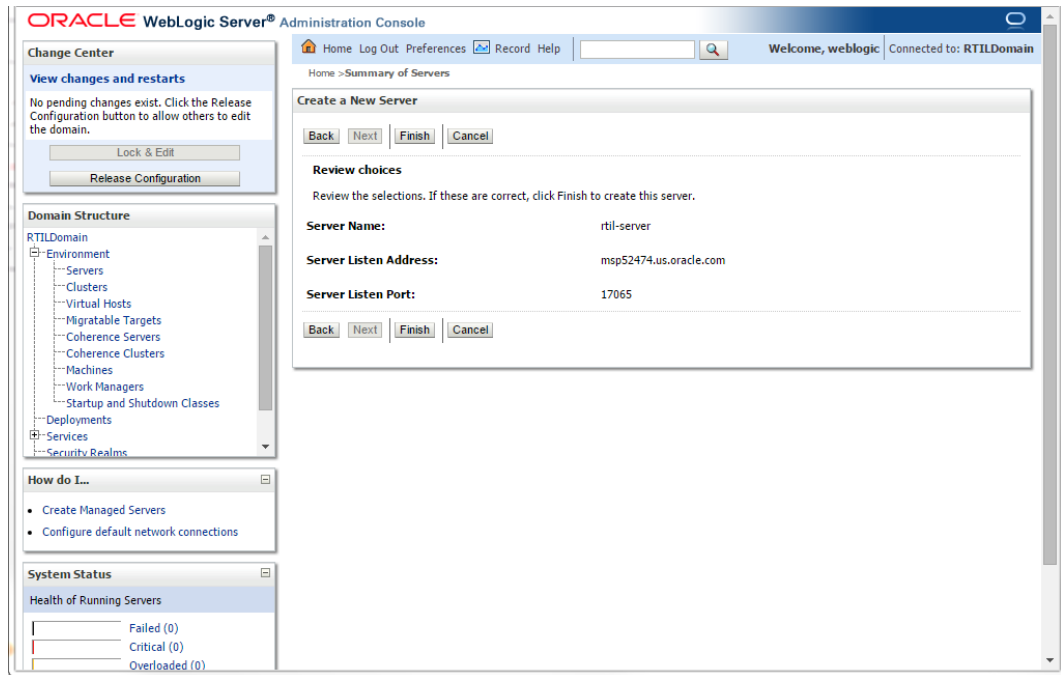 ORACLE WebLogic Server® Administration Console
Change Center
View changes and restarts
No pending changes exist. Click the Release
Configuration button to allow others to edit
the domain.
Lock & Edit
Release Configuration
Domain Structure
RTILDomain
Environment
Servers
Clusters
Virtual Hosts
Migratable Targets
Coherence Servers
Coherence Clusters
Machines
Work Managers
Startup and Shutdown Classes
Deployments
Services
Security Realms
How do I...
Create Managed Servers
Configure default network connections
System Status
Health of Running Servers
Failed (0)
Critical (0)
Overloaded (0)
Home Log Out Preferences Record Help
Welcome, weblogic Connected to: RTILDomain
Home >Summary of Servers
Create a New Server
Back Next Finish Cancel
Review choices
Review the selections. If these are correct, click Finish to create this server.
Server Name: rtil-server
Server Listen Address: msp52474.us.oracle.com
Server Listen Port: 17065
Back Next Finish Cancel